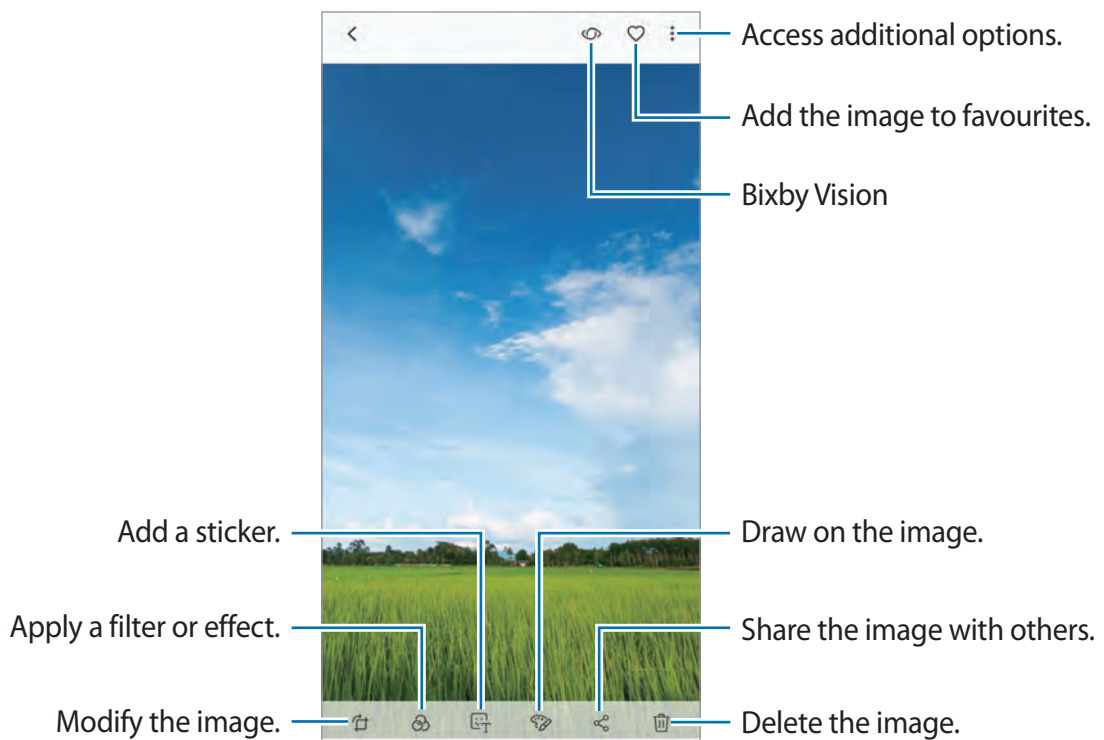 Access additional options.
Add the image to favourites.
Bixby Vision
Add a sticker.
Draw on the image.
Apply a filter or effect.
Share the image with others.
Modify the image.
Delete the image.